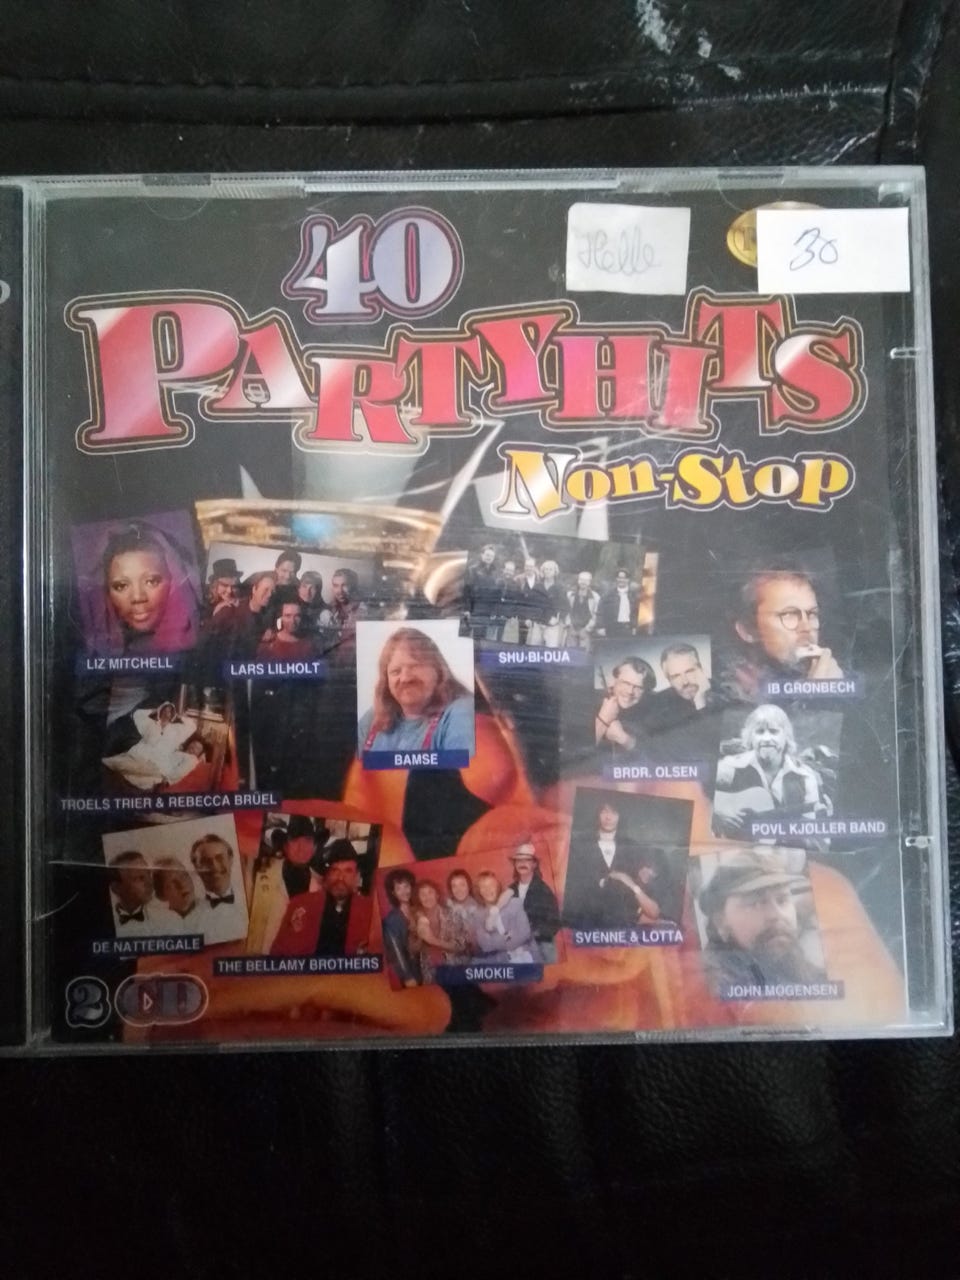 40
Helle
30
PARTYHITS
Non-Stop
LIZ MITCHELL
LARS LILHOLT
SHU·BI·DUA
IB GRØNBECH
BAMSE
BRDR. OLSEN
TROELS TRIER & REBECCA BRÜEL
POVL KJØLLER BAND
DE NATTERGALE
THE BELLAMY BROTHERS
SMOKIE
SVENNE & LOTTA
JOHN MOGENSEN
2 CD